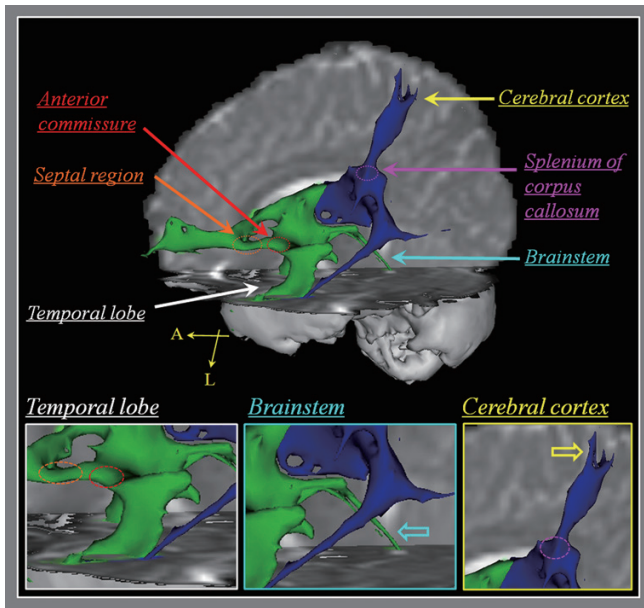 Anterior
commissure
Septal region
Cerebral cortex
Splenium of
corpus
callosum
Brainstem
Temporal lobe
A
L
Temporal lobe
Brainstem
Cerebral cortex